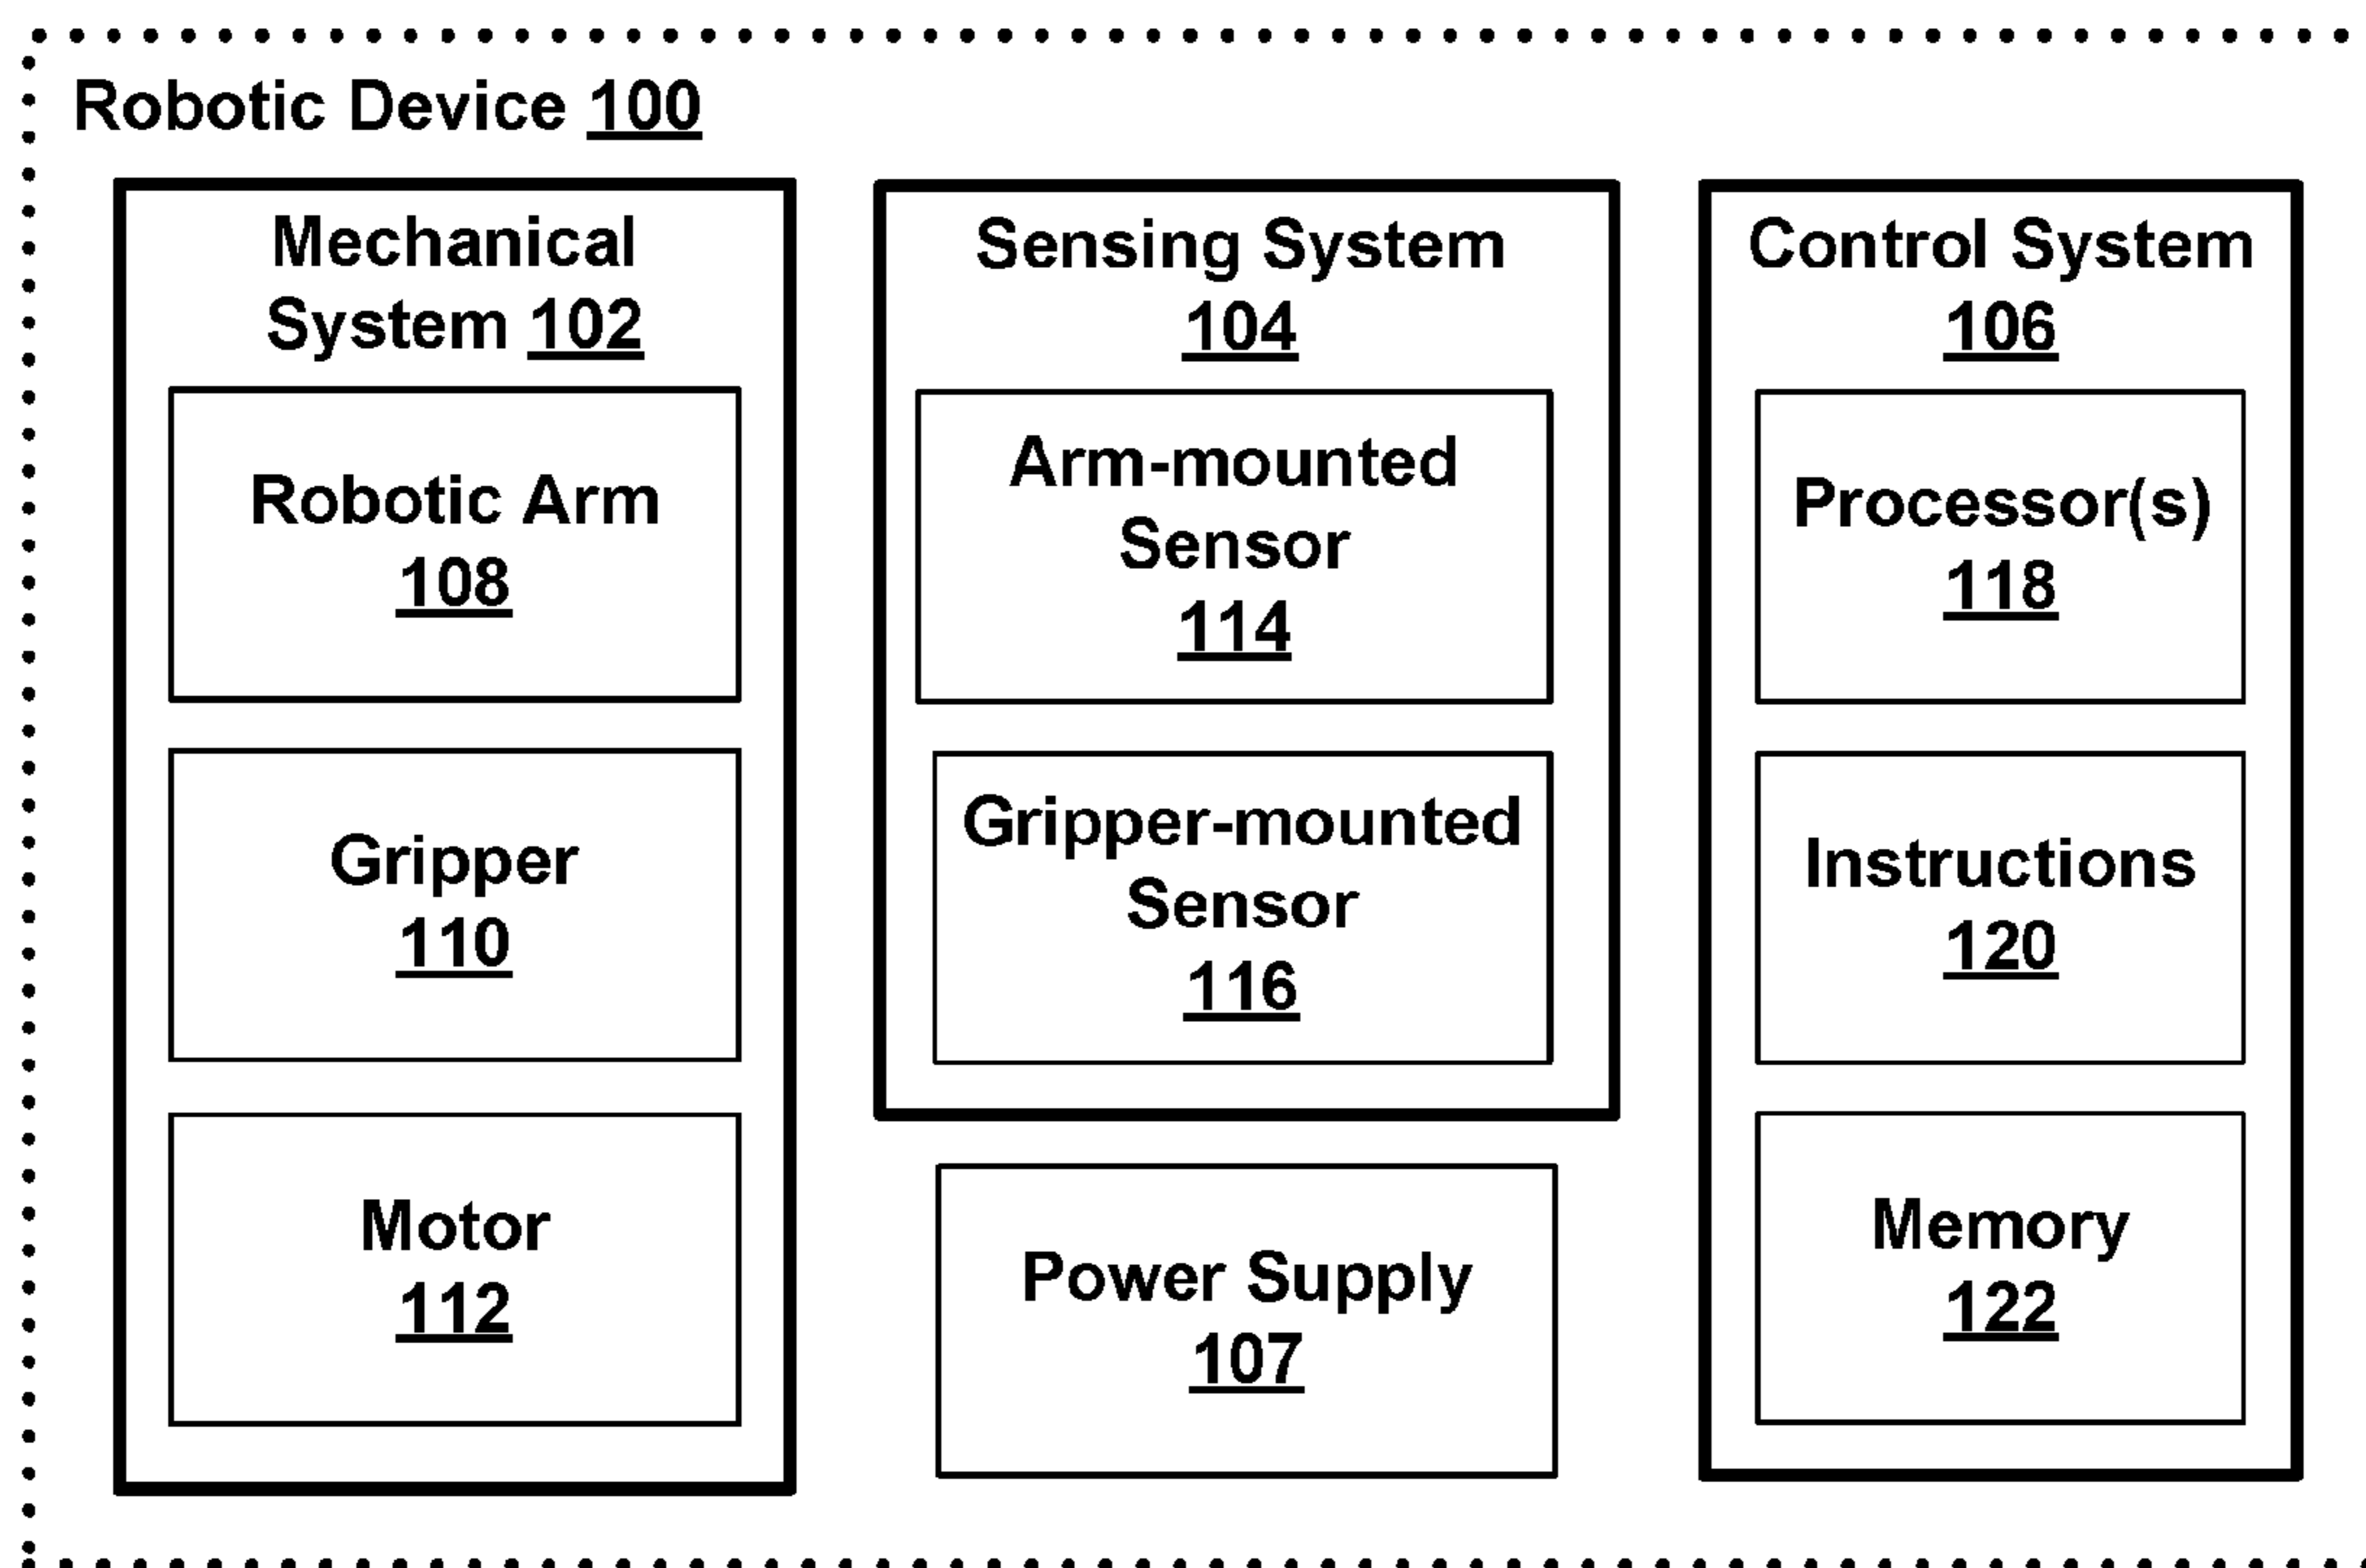 Robotic Device 100
Mechanical
System 102
Robotic Arm
108
Gripper
110
Motor
112
Sensing System
104
Arm-mounted
Sensor
114
Gripper-mounted
Sensor
116
Power Supply
107
Control System
106
Processor(s)
118
Instructions
120
Memory
122